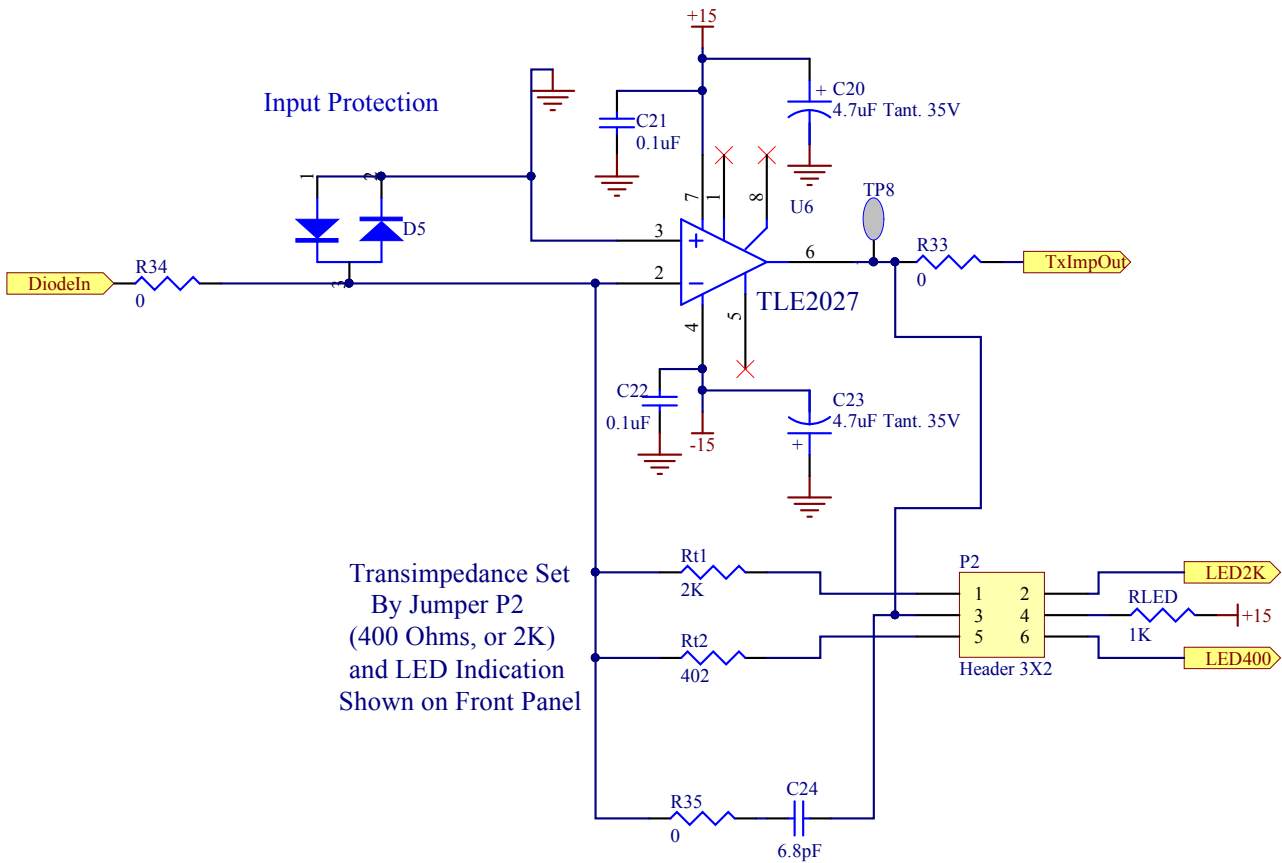 +15
Input Protection
+
C20
4.7uF Tant. 35V
C21
0.1uF
1
2
7
1
8
U6
TP8
D5
3
+
6
R33
0
TxImpOut
DiodeIn
R34
0
3
2
−
TLE2027
4
5
C22
0.1uF
-15
C23
4.7uF Tant. 35V
+
Transimpedance Set
By Jumper P2
(400 Ohms, or 2K)
and LED Indication
Shown on Front Panel
Rt1
2K
Rt2
402
P2
1 2
3 4
5 6
Header 3X2
LED2K
RLED
1K
+15
LED400
R35
0
C24
6.8pF